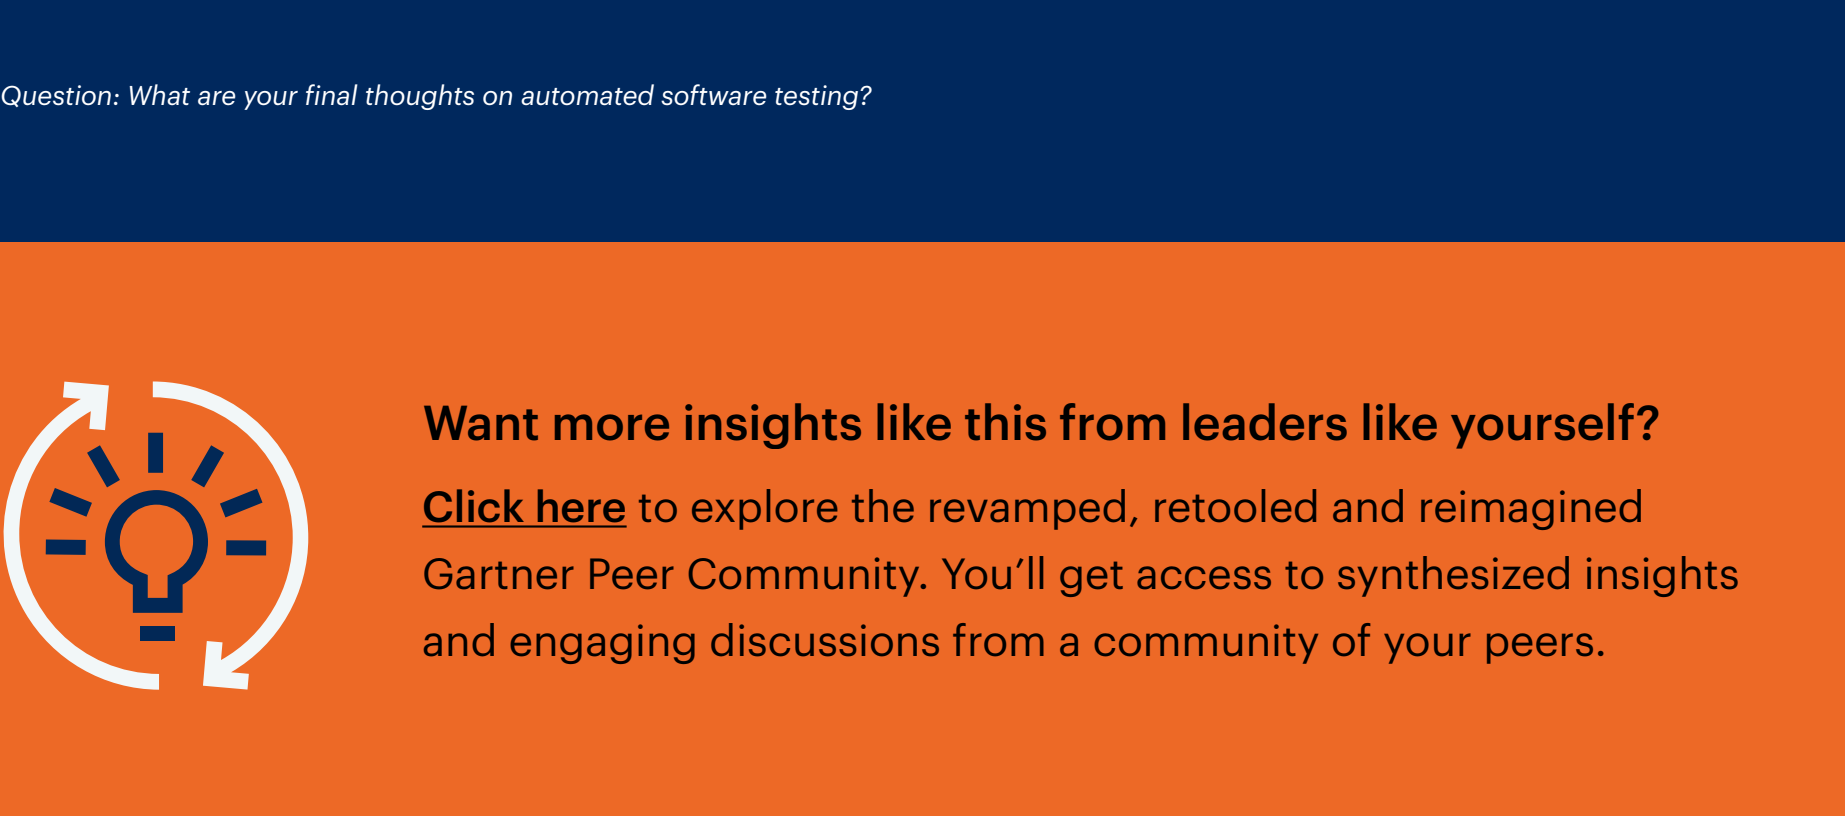 Question: What are your final thoughts on automated software testing?
Want more insights like this from leaders like yourself?
Click here to explore the revamped, retooled and reimagined
Gartner Peer Community. You’ll get access to synthesized insights
and engaging discussions from a community of your peers.